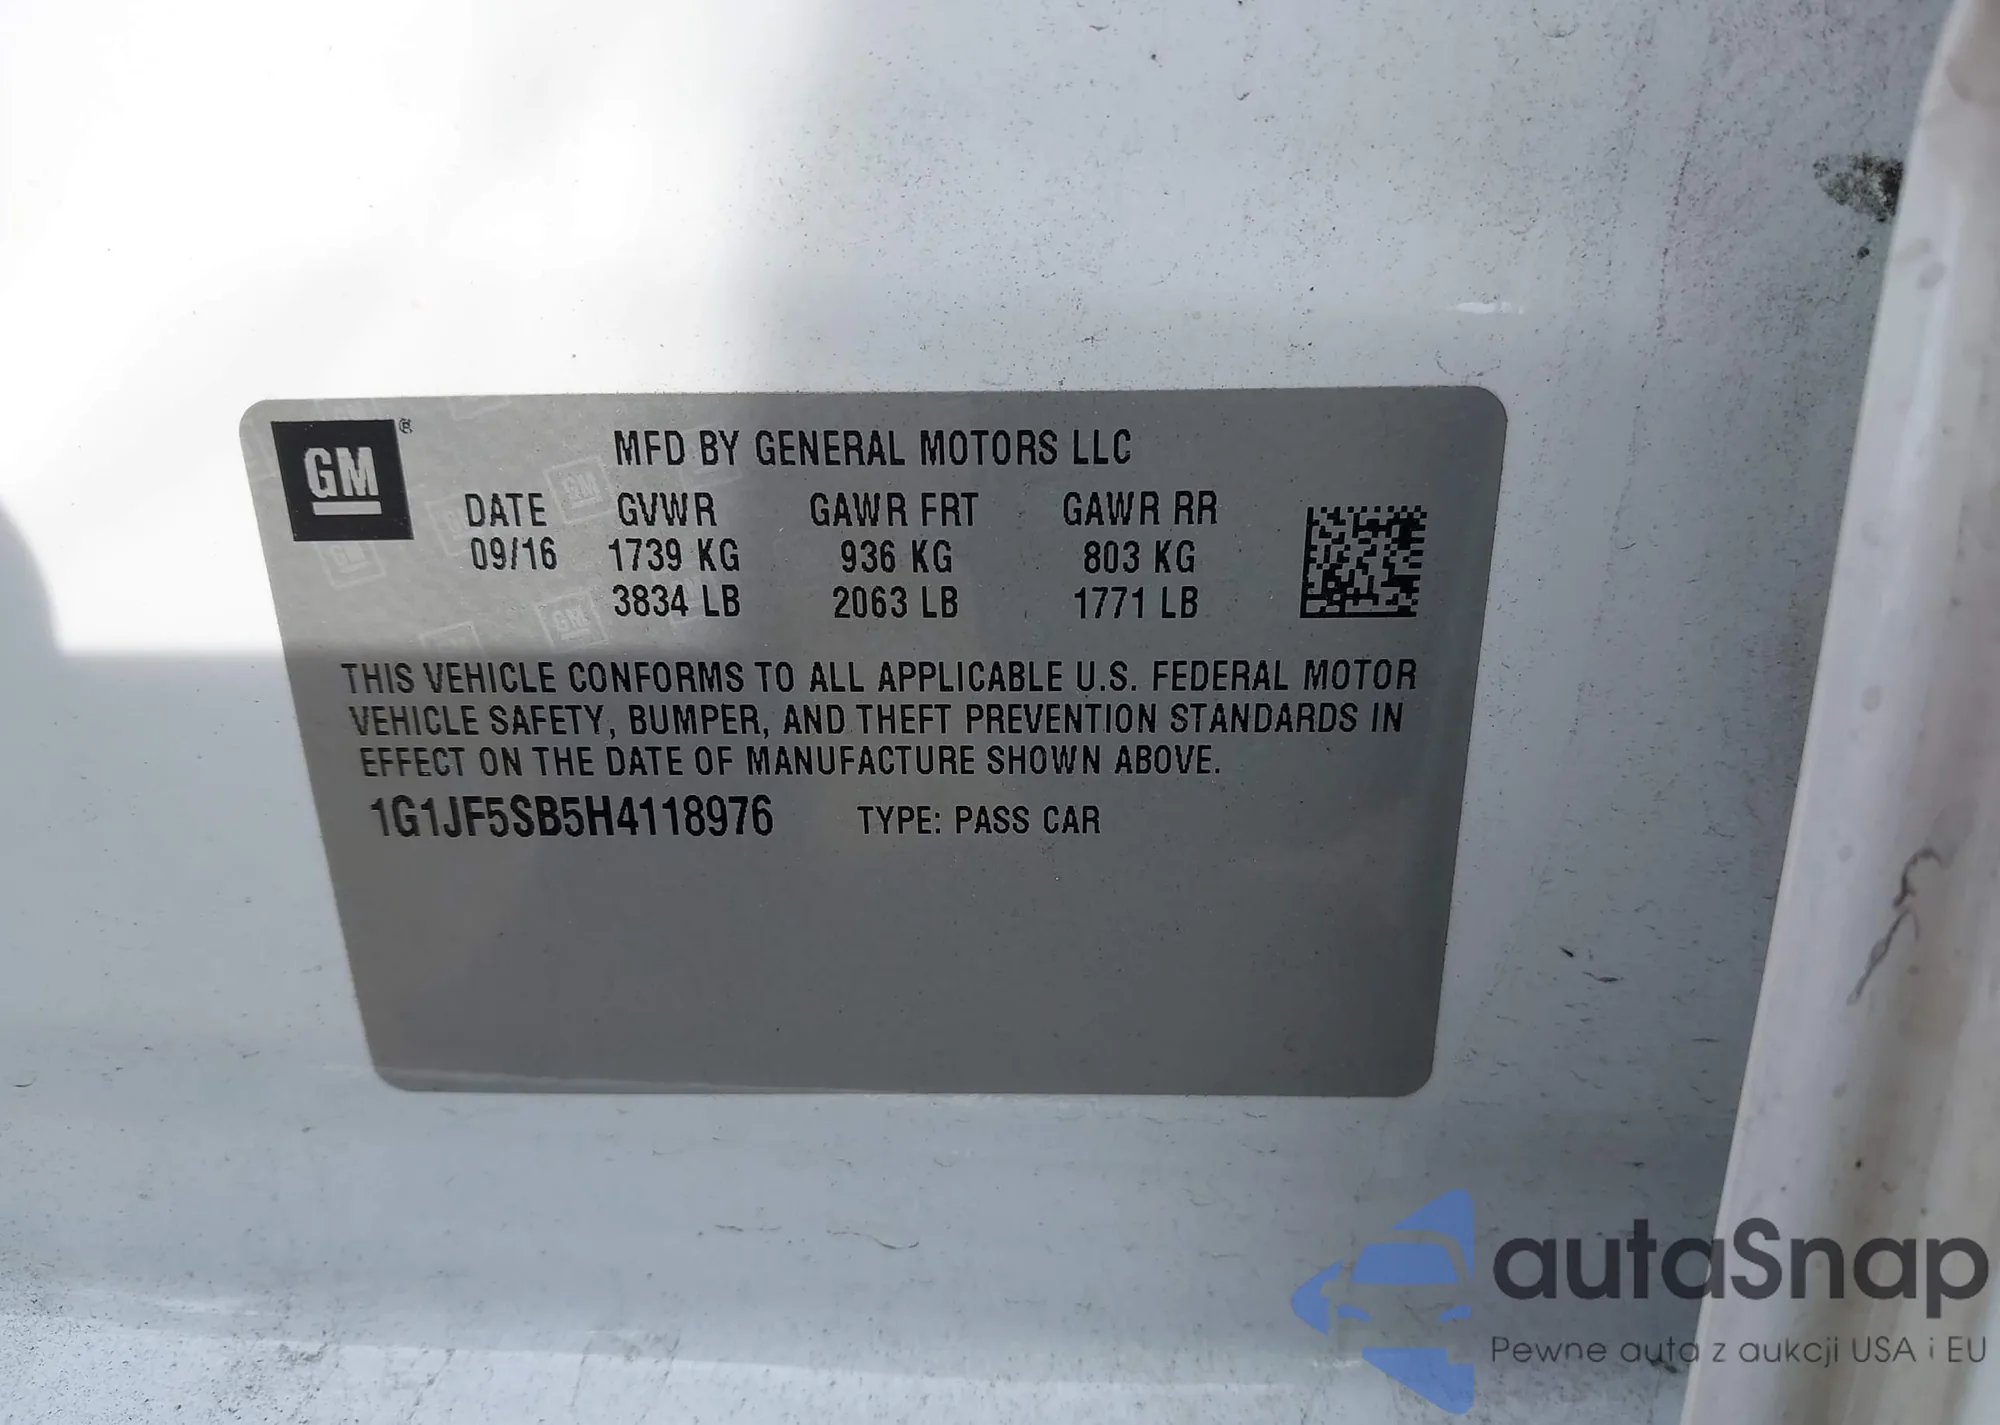 GM ®
MFD BY GENERAL MOTORS LLC
DATE GVWR GAWR FRT GAWR RR
09/16 1739 KG 936 KG 803 KG
3834 LB 2063 LB 1771 LB
THIS VEHICLE CONFORMS TO ALL APPLICABLE U.S. FEDERAL MOTOR
VEHICLE SAFETY, BUMPER, AND THEFT PREVENTION STANDARDS IN
EFFECT ON THE DATE OF MANUFACTURE SHOWN ABOVE.
1G1JF5SB5H4118976 TYPE: PASS CAR
autaSnap
Pewne auta z aukcji USA i EU